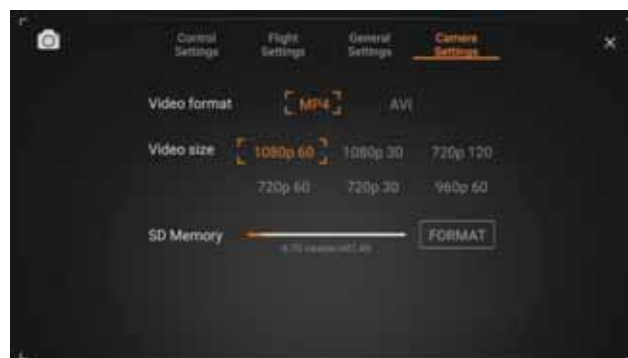 Control Flight General Camera
Settings Settings Settings Settings
Video format MP4 AVI
Video size 1080p 60 1080p 30 720p 120
720p 60 720p 30 960p 60
SD Memory FORMAT